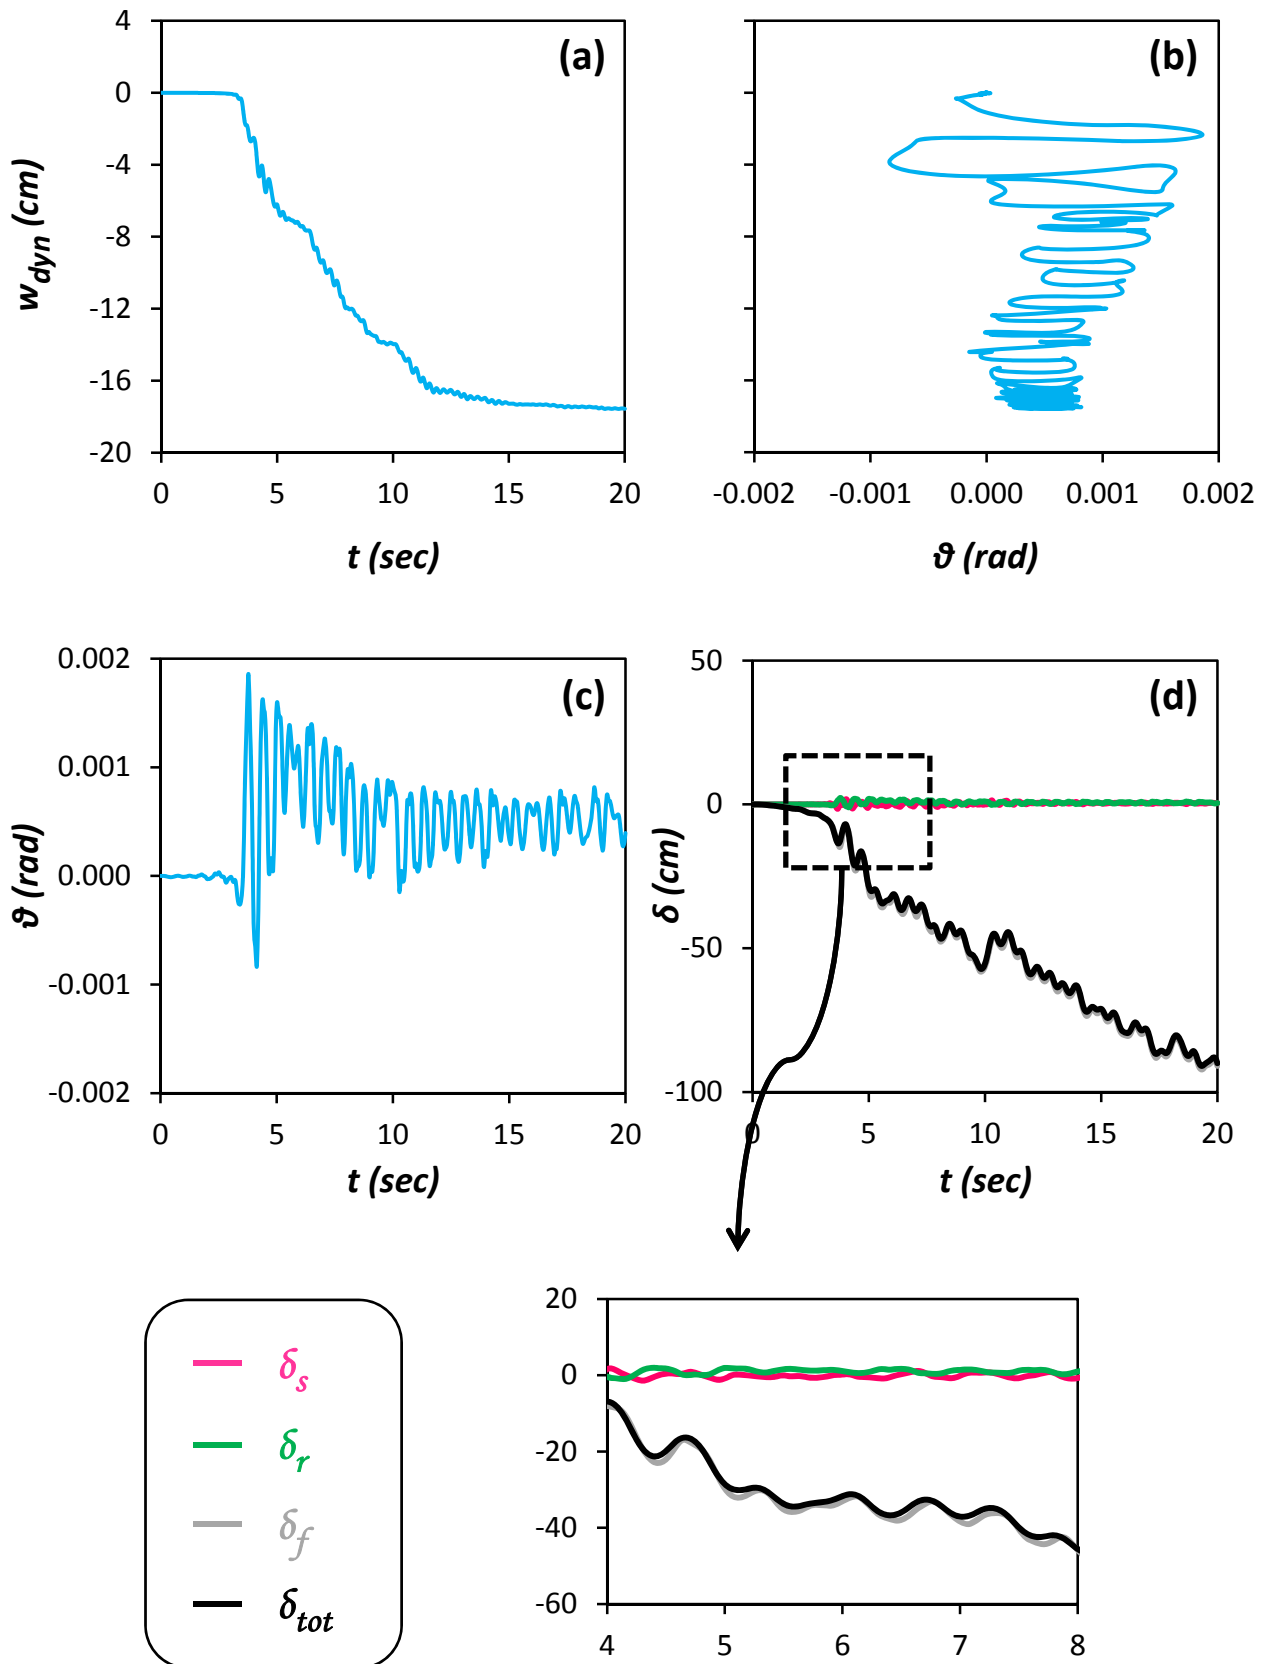 (a)
4
0
-4
-8
-12
-16
-20
w_dyn (cm)
0 5 10 15 20
t (sec)
(b)
-0.002 -0.001 0.000 0.001 0.002
ϑ (rad)
(c)
0.002
0.001
0.000
-0.001
-0.002
ϑ (rad)
0 5 10 15 20
t (sec)
(d)
50
0
-50
-100
δ (cm)
0 5 10 15 20
t (sec)
δ_s
δ_r
δ_f
δ_tot
20
0
-20
-40
-60
4 5 6 7 8